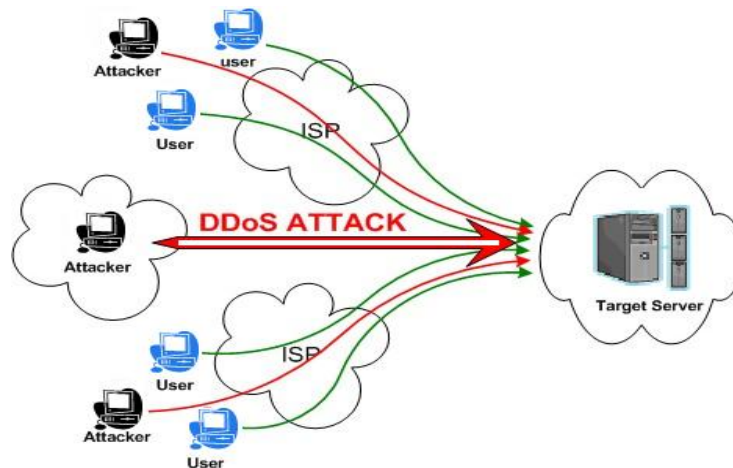 Attacker
user
User
ISP
DDoS ATTACK
Attacker
Target Server
User
ISP
Attacker
User